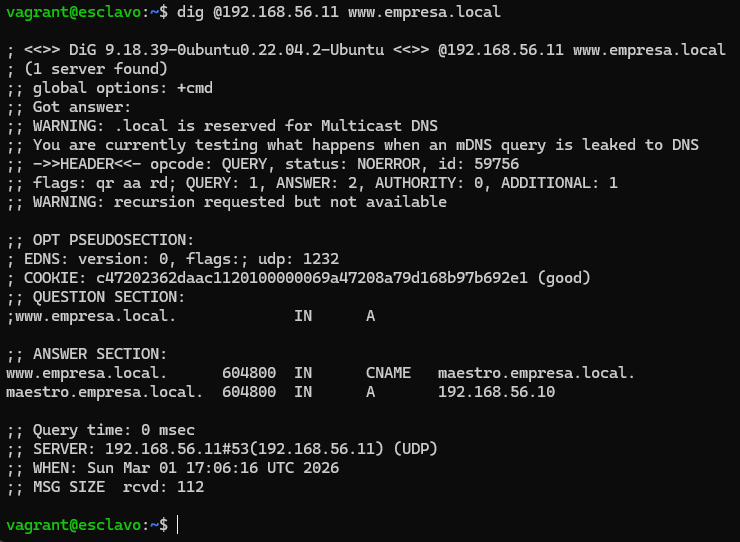 vagrant@esclavo:~$ dig @192.168.56.11 www.empresa.local

; <<>> DiG 9.18.39-0ubuntu0.22.04.2-Ubuntu <<>> @192.168.56.11 www.empresa.local
; (1 server found)
;; global options: +cmd
;; Got answer:
;; WARNING: .local is reserved for Multicast DNS
;; You are currently testing what happens when an mDNS query is leaked to DNS
;; ->>HEADER<<- opcode: QUERY, status: NOERROR, id: 59756
;; flags: qr aa rd; QUERY: 1, ANSWER: 2, AUTHORITY: 0, ADDITIONAL: 1
;; WARNING: recursion requested but not available

;; OPT PSEUDOSECTION:
; EDNS: version: 0, flags:; udp: 1232
; COOKIE: c47202362daac1120100000069a47208a79d168b97b692e1 (good)
;; QUESTION SECTION:
;www.empresa.local.		IN	A

;; ANSWER SECTION:
www.empresa.local.	604800	IN	CNAME	maestro.empresa.local.
maestro.empresa.local.	604800	IN	A	192.168.56.10

;; Query time: 0 msec
;; SERVER: 192.168.56.11#53(192.168.56.11) (UDP)
;; WHEN: Sun Mar 01 17:06:16 UTC 2026
;; MSG SIZE  rcvd: 112

vagrant@esclavo:~$